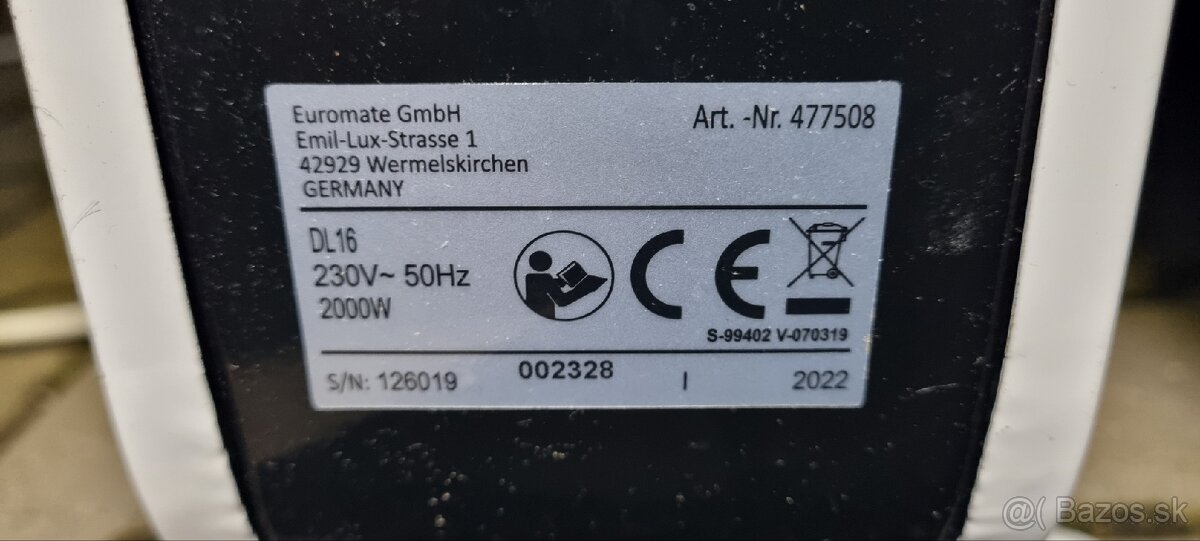 Euromate GmbH
Emil-Lux-Strasse 1
42929 Wermelskirchen
GERMANY
Art. -Nr. 477508
DL16
230V~ 50Hz
2000W
CE
S-99402 V-070319
S/N: 126019 002328 I 2022
@( Bazos.sk